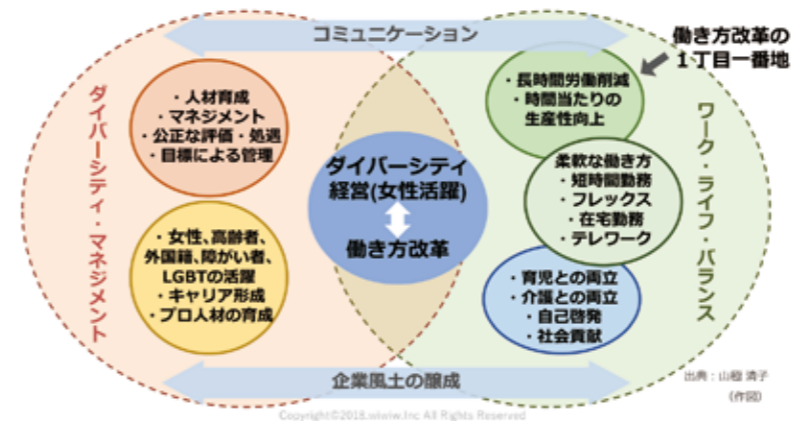 コミュニケーション
働き方改革の
1丁目一番地
ダイバーシティ・マネジメント
・人材育成
・マネジメント
・公正な評価・処遇
・目標による管理
・女性、高齢者、
外国籍、障がい者、
LGBTの活躍
・キャリア形成
・プロ人材の育成
ダイバーシティ
経営(女性活躍)
働き方改革
・長時間労働削減
・時間当たりの
生産性向上
柔軟な働き方
・短時間勤務
・フレックス
・在宅勤務
・テレワーク
・育児との両立
・介護との両立
・自己啓発
・社会貢献
ワーク・ライフ・バランス
企業風土の醸成
出典：山極 清子
(作図)
Copyright©2018.wiwiw.Inc All Rights Reserved